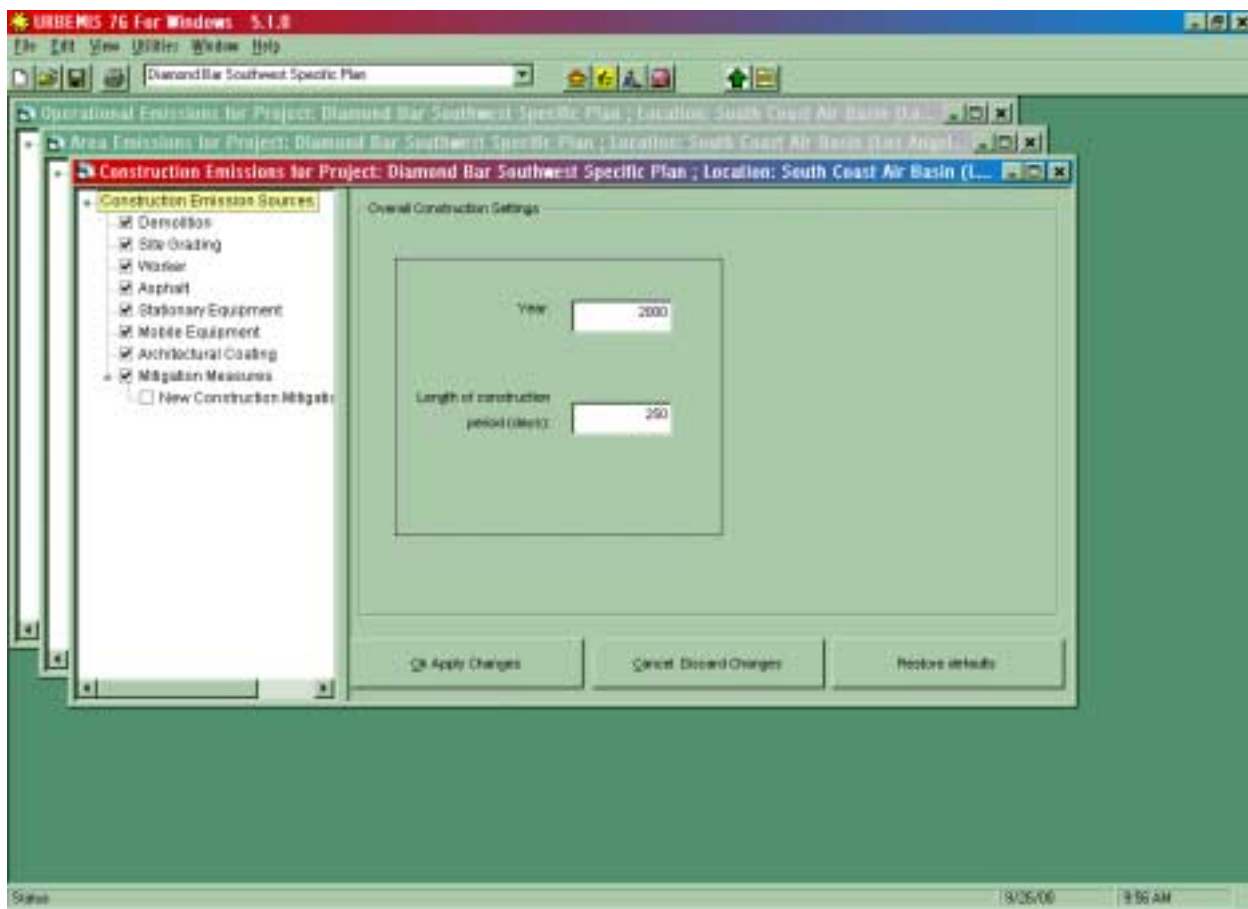 URBEMIS 7G For Windows 5.1.0
File Edit View Utilities Window Help
Diamond Bar Southwest Specific Plan
Operational Emissions for Project: Diamond Bar Southwest Specific Plan ; Location: South Coast Air Basin (Lo...
Area Emissions for Project: Diamond Bar Southwest Specific Plan ; Location: South Coast Air Basin (Los Angel...
Construction Emissions for Project: Diamond Bar Southwest Specific Plan ; Location: South Coast Air Basin (L...
Construction Emission Sources
Demolition
Site Grading
Worker
Asphalt
Stationary Equipment
Mobile Equipment
Architectural Coating
Mitigation Measures
New Construction Mitigatio
Overall Construction Settings
Year: 2000
Length of construction
period (days): 250
Ok Apply Changes
Cancel Discard Changes
Restore defaults
Status
9/26/00
9:56 AM